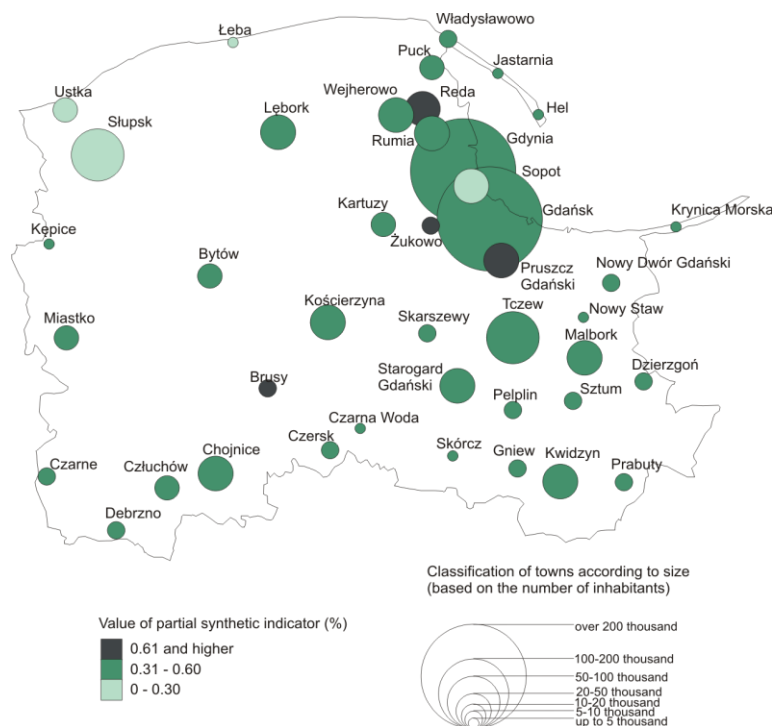 Łeba
Władysławowo
Puck
Jastarnia
Ustka
Wejherowo
Reda
Hel
Słupsk
Lębork
Rumia
Gdynia
Sopot
Kartuzy
Gdańsk
Krynica Morska
Kępice
Żukowo
Bytów
Pruszcz
Gdański
Nowy Dwór Gdański
Kościerzyna
Skarszewy
Tczew
Nowy Staw
Miastko
Malbork
Brusy
Starogard
Gdański
Dzierzgoń
Pelplin
Sztum
Czarna Woda
Czersk
Chojnice
Skórcz
Gniew
Kwidzyn
Prabuty
Czarne
Człuchów
Debrzno
Classification of towns according to size
(based on the number of inhabitants)
Value of partial synthetic indicator (%)
0.61 and higher
0.31 - 0.60
0 - 0.30
over 200 thousand
100-200 thousand
50-100 thousand
20-50 thousand
10-20 thousand
5-10 thousand
up to 5 thousand